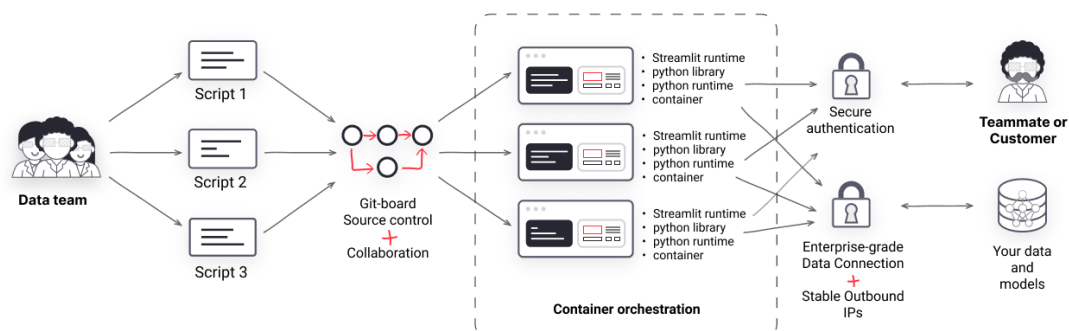 Data team
Script 1
Script 2
Script 3
Git-board
Source control
+
Collaboration
• Streamlit runtime
• python library
• python runtime
• container
• Streamlit runtime
• python library
• python runtime
• container
• Streamlit runtime
• python library
• python runtime
• container
Container orchestration
Secure
authentication
Enterprise-grade
Data Connection
+
Stable Outbound
IPs
Teammate or
Customer
Your data
and
models